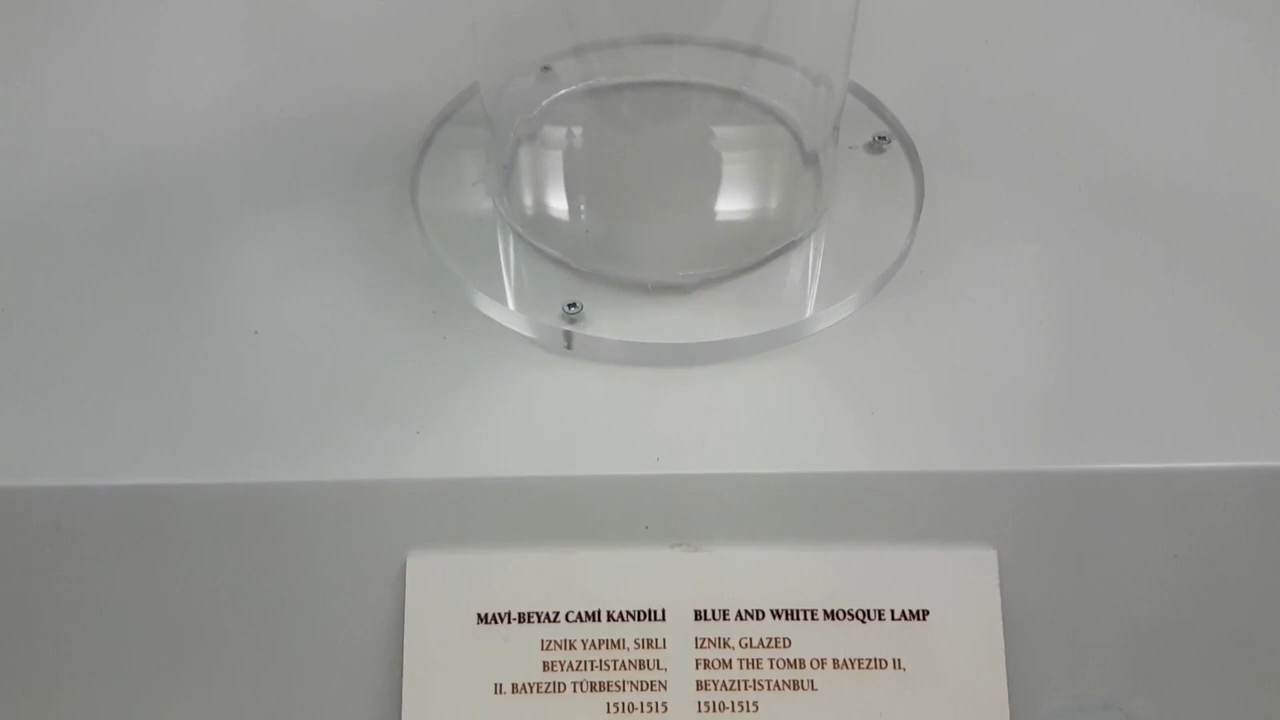 MAVİ-BEYAZ CAMİ KANDİLİ
İZNİK YAPIMI, SIRLI
BEYAZIT-İSTANBUL,
II. BAYEZİD TÜRBESİ'NDEN
1510-1515
BLUE AND WHITE MOSQUE LAMP
İZNİK, GLAZED
FROM THE TOMB OF BAYEZİD II,
BEYAZIT-İSTANBUL
1510-1515